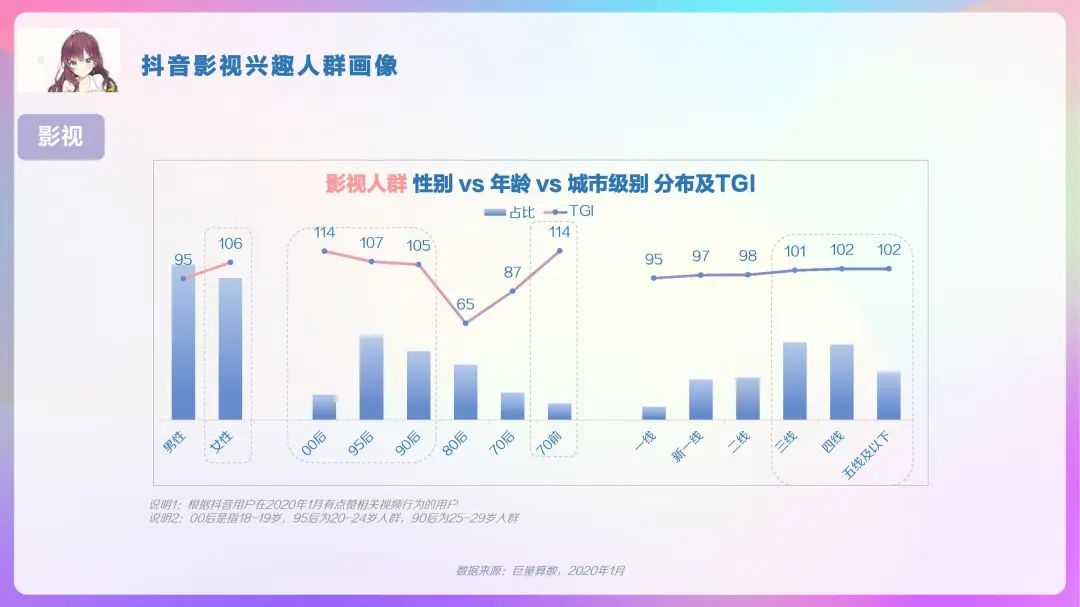 抖音影视兴趣人群画像
影视
影视人群 性别 vs 年龄 vs 城市级别 分布及TGI
占比 TGI
95 106 114 107 105 65 87 114 95 97 98 101 102 102
男性 女性 00后 95后 90后 80后 70后 70前 一线 新一线 二线 三线 四线 五线及以下
说明1：根据抖音用户在2020年1月有点赞相关视频行为的用户
说明2：00后是指18-19岁，95后为20-24岁人群，90后为25-29岁人群
数据来源：巨量算数，2020年1月